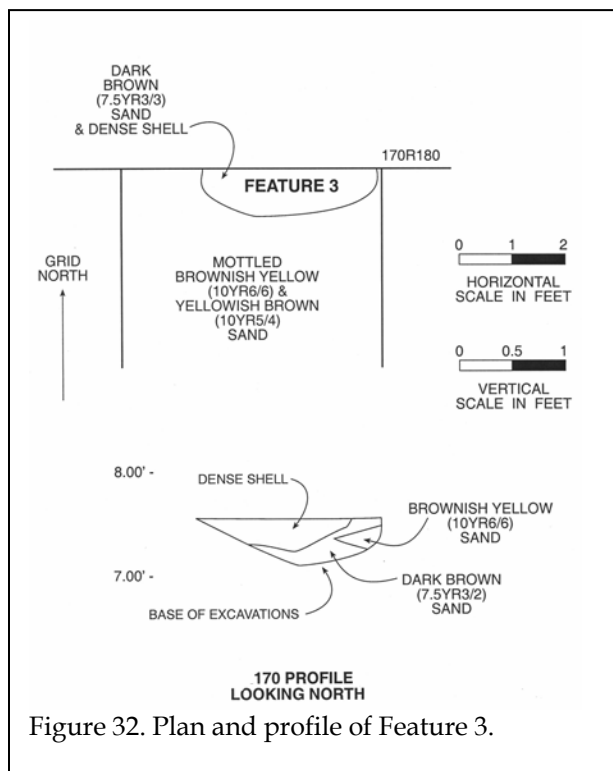 DARK
BROWN
(7.5YR3/3)
SAND
& DENSE SHELL
170R180
FEATURE 3
GRID
NORTH
MOTTLED
BROWNISH YELLOW
(10YR6/6) &
YELLOWISH BROWN
(10YR5/4)
SAND
0 1 2
HORIZONTAL
SCALE IN FEET
0 0.5 1
VERTICAL
SCALE IN FEET
8.00' -
DENSE SHELL
BROWNISH YELLOW
(10YR6/6)
SAND
7.00' -
DARK BROWN
(7.5YR3/2)
SAND
BASE OF EXCAVATIONS
170 PROFILE
LOOKING NORTH
Figure 32. Plan and profile of Feature 3.